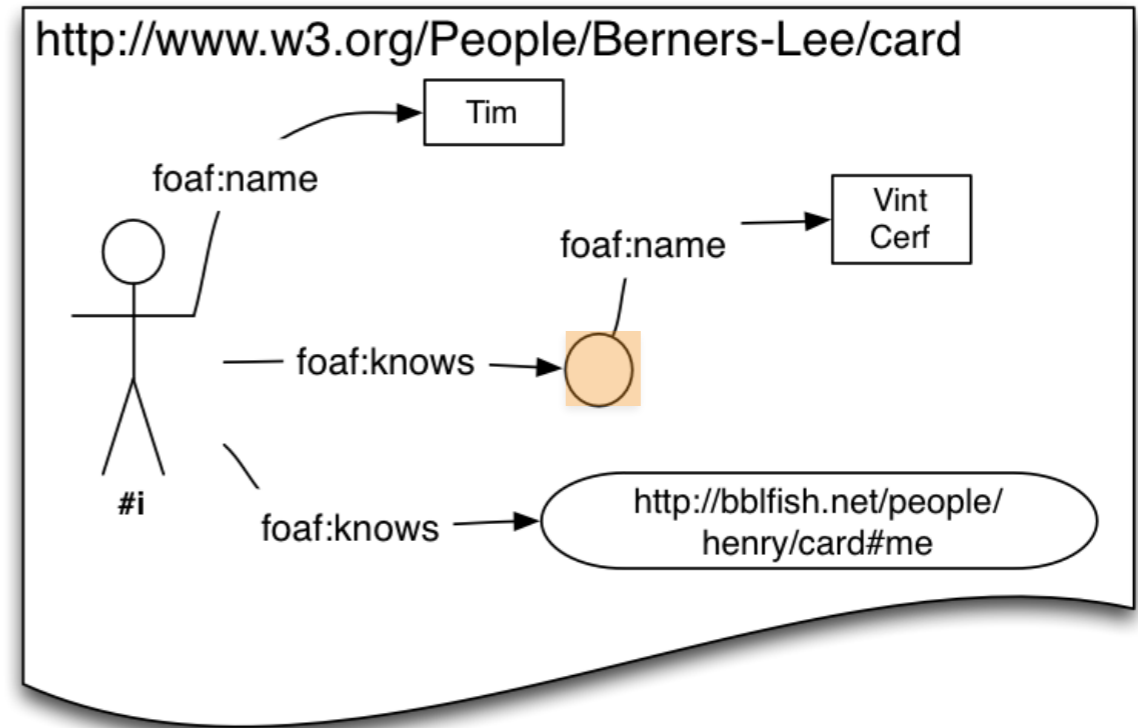 http://www.w3.org/People/Berners-Lee/card
Tim
foaf:name
Vint
Cerf
foaf:name
foaf:knows
#i
foaf:knows
http://bblfish.net/people/
henry/card#me